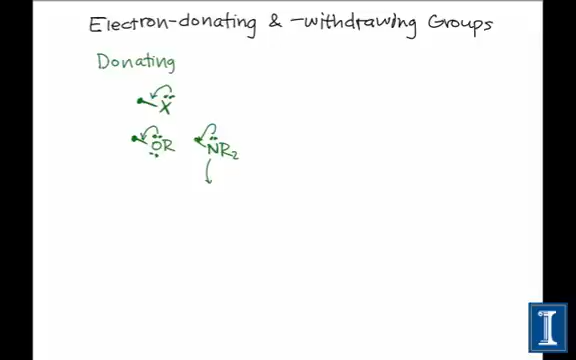 Electron-donating & -withdrawing Groups
Donating
X
OR NR₂
I